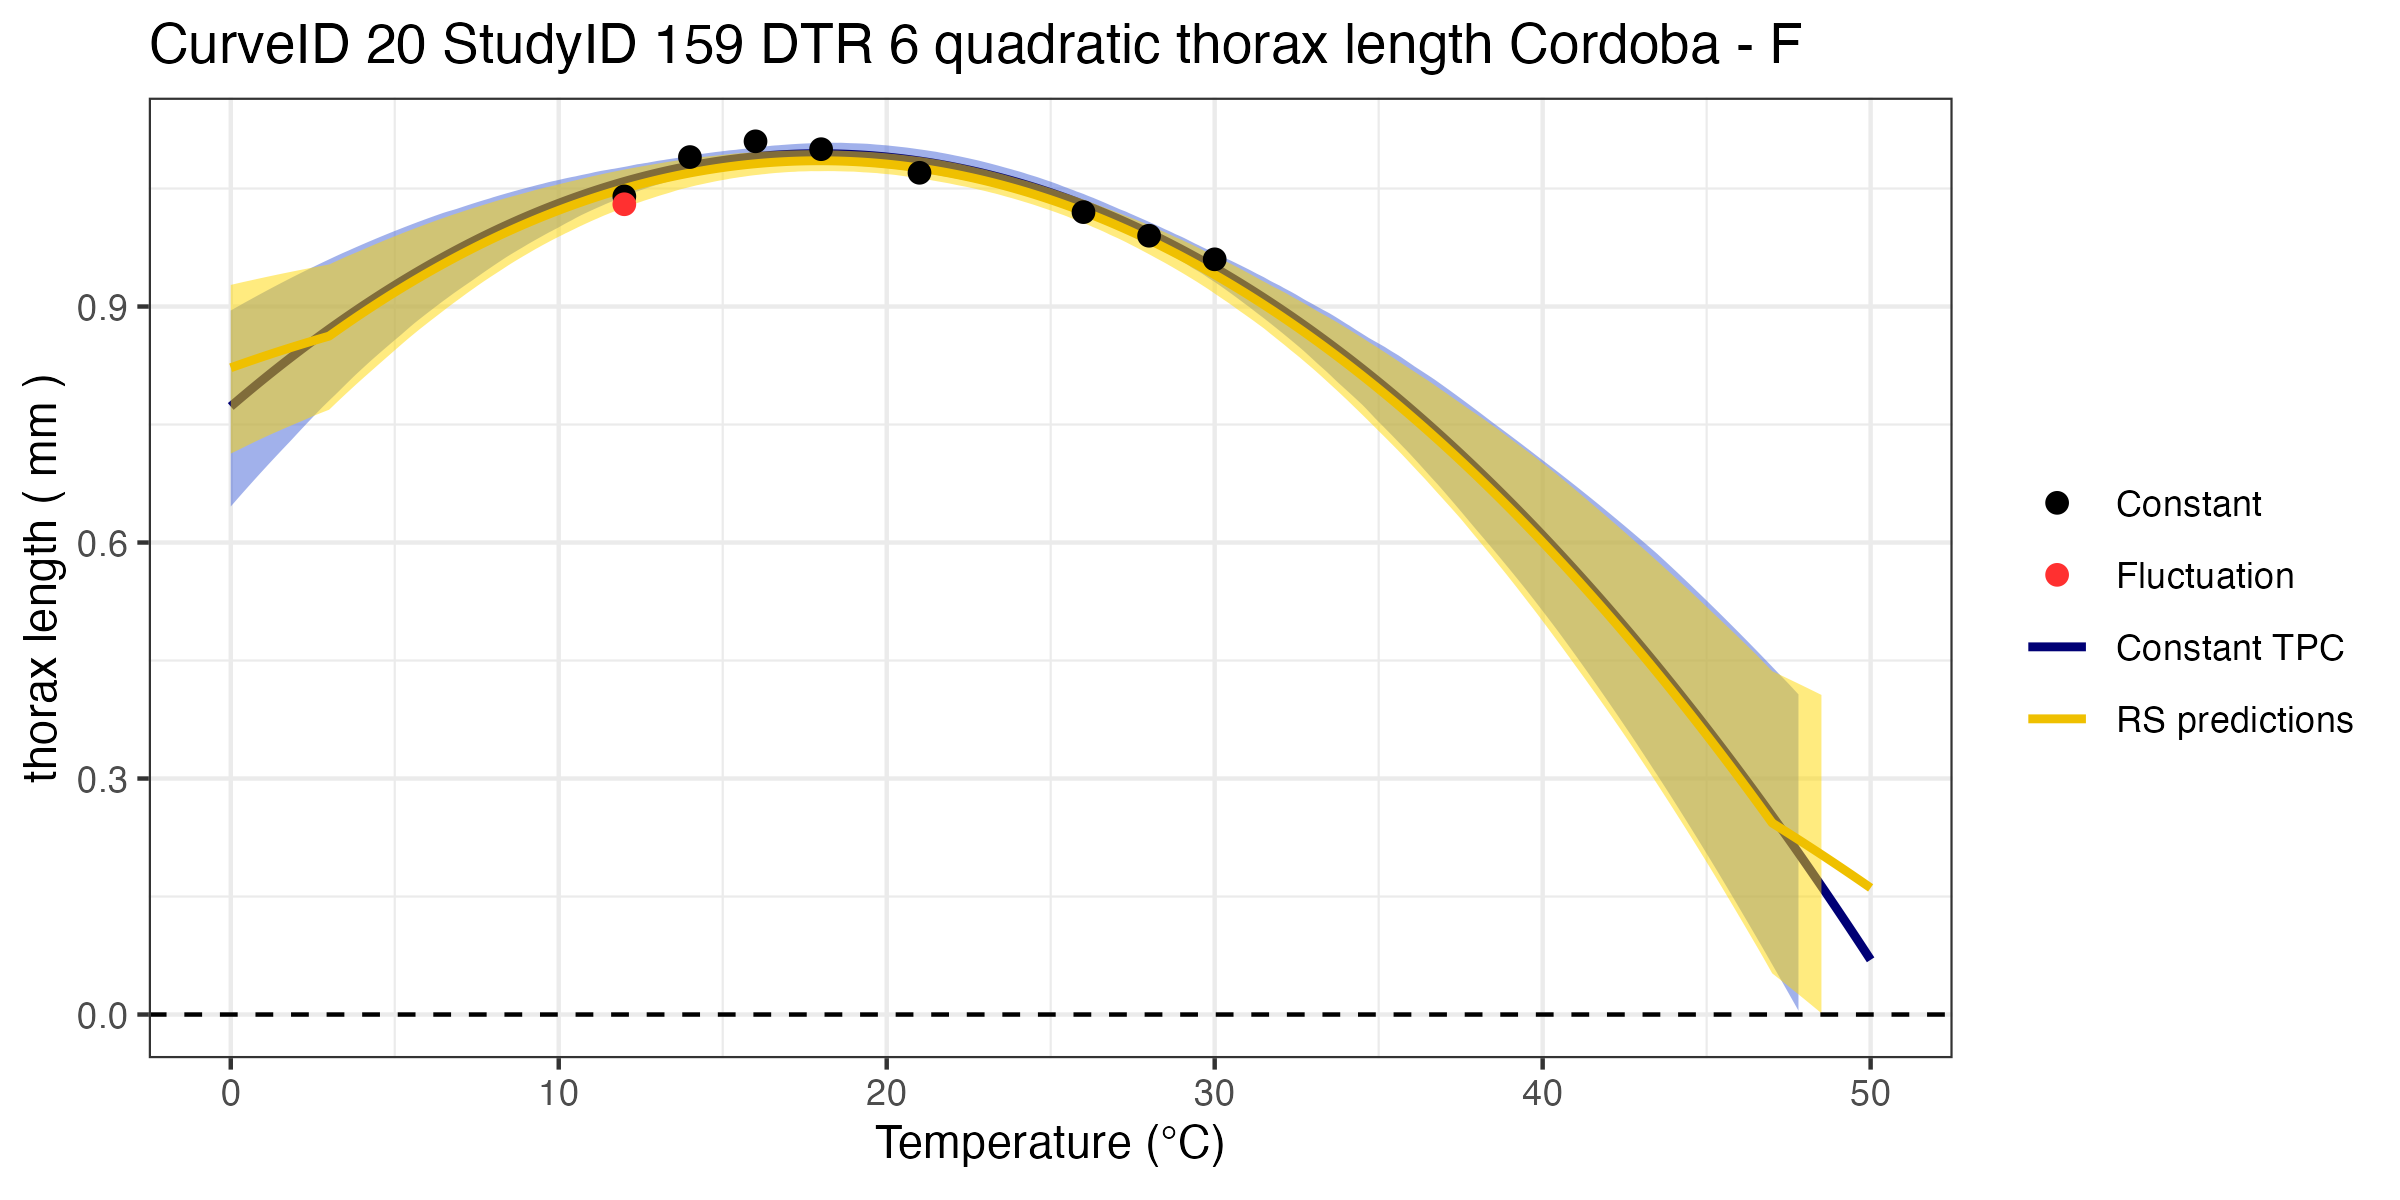 CurveID 20 StudyID 159 DTR 6 quadratic thorax length Cordoba - F
thorax length ( mm )
0.9
0.6
0.3
0.0
0 10 20 30 40 50
Temperature (°C)
Constant
Fluctuation
Constant TPC
RS predictions